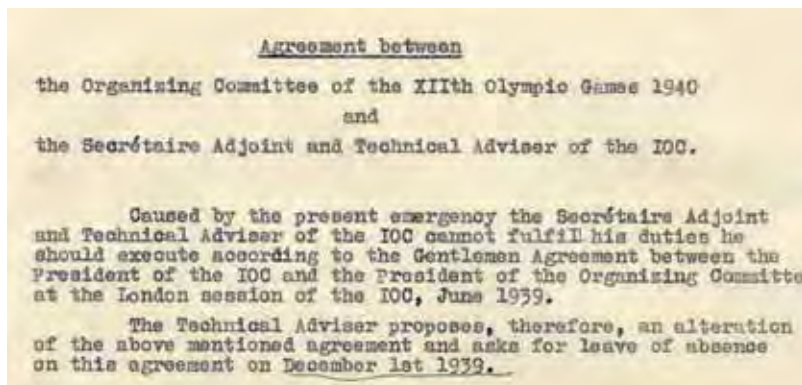 Agreement between
the Organizing Committee of the XIIth Olympic Games 1940
and
the Secrétaire Adjoint and Technical Adviser of the IOC.
Caused by the present emergency the Secrétaire Adjoint
and Technical Adviser of the IOC cannot fulfil his duties he
should execute according to the Gentlemen Agreement between the
President of the IOC and the President of the Organizing Committe
at the London session of the IOC, June 1939.
The Technical Adviser proposes, therefore, an alteration
of the above mentioned agreement and asks for leave of absence
on this agreement on December 1st 1939.